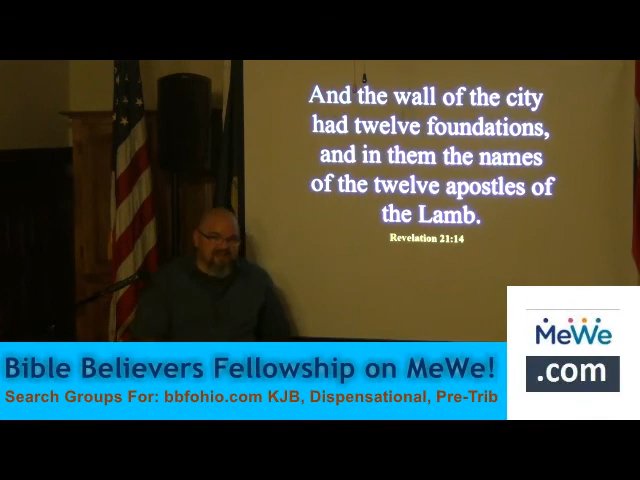 And the wall of the city
had twelve foundations,
and in them the names
of the twelve apostles of
the Lamb.
Revelation 21:14
MeWe
.com
Bible Believers Fellowship on MeWe!
Search Groups For: bbfohio.com KJB, Dispensational, Pre-Trib